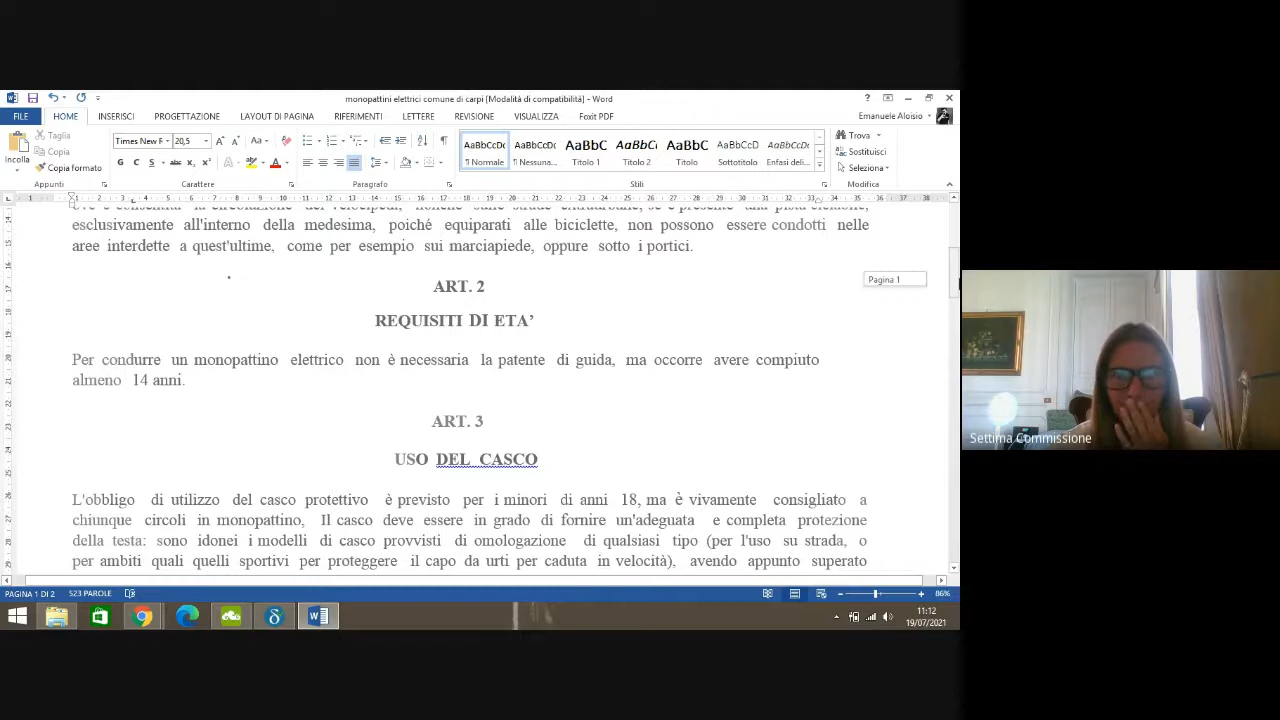 monopattini elettrici comune di carpi [Modalità di compatibilità] - Word
FILE HOME INSERISCI PROGETTAZIONE LAYOUT DI PAGINA RIFERIMENTI LETTERE REVISIONE VISUALIZZA Foxit PDF Emanuele Aloisio
Incolla
Taglia
Copia
Copia formato
Appunti
Times New F 20,5
Carattere
Paragrafo
AaBbCcDc AaBbCcDc AaBbC AaBbCc AaBbC AaBbCcD AaBbCcDc
¶ Normale ¶ Nessuna... Titolo 1 Titolo 2 Titolo Sottotitolo Enfasi deli...
Stili
Trova
Sostituisci
Seleziona
Modifica
esclusivamente all'interno della medesima, poiché equiparati alle biciclette, non possono essere condotti nelle
aree interdette a quest'ultime, come per esempio sui marciapiede, oppure sotto i portici.
Pagina 1
ART. 2
REQUISITI DI ETA’
Per condurre un monopattino elettrico non è necessaria la patente di guida, ma occorre avere compiuto
almeno 14 anni.
ART. 3
USO DEL CASCO
L'obbligo di utilizzo del casco protettivo è previsto per i minori di anni 18, ma è vivamente consigliato a
chiunque circoli in monopattino, Il casco deve essere in grado di fornire un'adeguata e completa protezione
della testa: sono idonei i modelli di casco provvisti di omologazione di qualsiasi tipo (per l'uso su strada, o
per ambiti quali quelli sportivi per proteggere il capo da urti per caduta in velocità), avendo appunto superato
PAGINA 1 DI 2 523 PAROLE 86%
11:12
19/07/2021
Settima Commissione